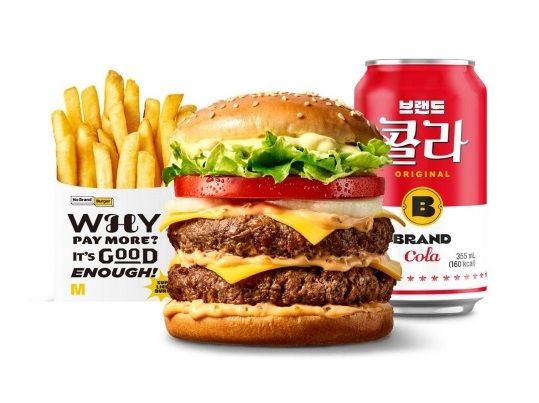 No Brand Burger
WHY
PAY MORE?
IT'S GOOD
ENOUGH!
M
브랜드
콜라
ORIGINAL
B
BRAND
Cola
355 mL
(160 kcal)